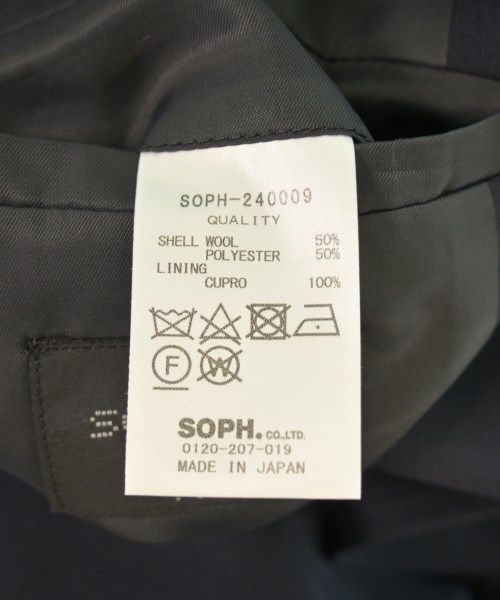 SOPH-240009
QUALITY
SHELL WOOL 50%
POLYESTER 50%
LINING
CUPRO 100%
F W
SOPH. CO.,LTD.
0120-207-019
MADE IN JAPAN